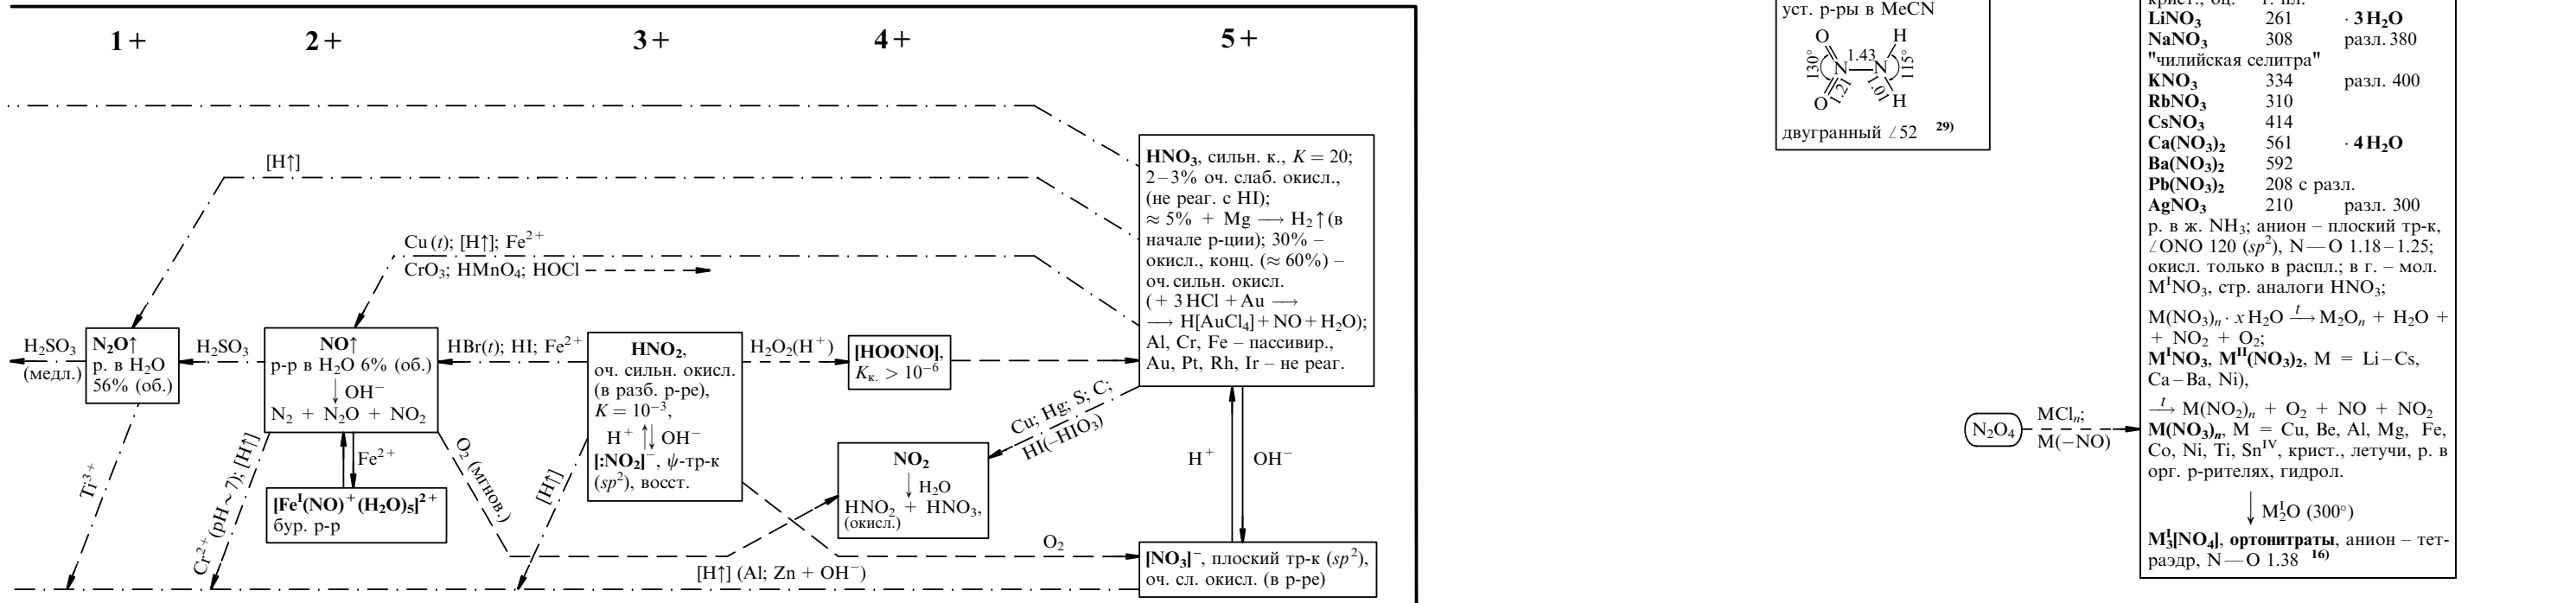 1+ 2+ 3+ 4+ 5+
[H↑]
Cu (t); [H↑]; Fe²⁺
CrO₃; HMnO₄; HOCl
H₂SO₃
(медл.)
N₂O↑
р. в H₂O
56% (об.)
H₂SO₃
NO↑
р-р в H₂O 6% (об.)
↓ OH⁻
N₂ + N₂O + NO₂
HBr(t); HI; Fe²⁺
HNO₂,
оч. сильн. окисл.
(в разб. р-ре),
K = 10⁻³,
H⁺ ↑↓ OH⁻
[:NO₂]⁻, ψ-тр-к
(sp²), восст.
H₂O₂(H⁺)
[HOONO],
Kк. > 10⁻⁶
HNO₃, сильн. к., K = 20;
2–3% оч. слаб. окисл.,
(не реаг. с HI);
≈ 5% + Mg ⟶ H₂↑ (в
начале р-ции); 30% –
окисл., конц. (≈ 60%) –
оч. сильн. окисл.
(+ 3 HCl + Au ⟶
⟶ H[AuCl₄] + NO + H₂O);
Al, Cr, Fe – пассивир.,
Au, Pt, Rh, Ir – не реаг.
Cu; Hg; S; C;
HI(–HIO₃)
Ti³⁺
Cr²⁺ (pH ~ 7); [H↑]
Fe²⁺
[Feᴵ(NO)⁺(H₂O)₅]²⁺
бур. р-р
O₂ (мгнов.)
[H↑]
NO₂
↓ H₂O
HNO₂ + HNO₃,
(окисл.)
H⁺ OH⁻
O₂
[NO₃]⁻, плоский тр-к (sp²),
оч. сл. окисл. (в р-ре)
[H↑] (Al; Zn + OH⁻)
уст. р-ры в MeCN
O H
130° N 1.43 N 115°
1.21 1.01
O H
двугранный ∠52 29)
крист., оц. т. пл.
LiNO₃ 261 · 3H₂O
NaNO₃ 308 разл. 380
"чилийская селитра"
KNO₃ 334 разл. 400
RbNO₃ 310
CsNO₃ 414
Ca(NO₃)₂ 561 · 4H₂O
Ba(NO₃)₂ 592
Pb(NO₃)₂ 208 с разл.
AgNO₃ 210 разл. 300
р. в ж. NH₃; анион – плоский тр-к,
∠ONO 120 (sp²), N—O 1.18–1.25;
окисл. только в распл.; в г. – мол.
MᴵNO₃, стр. аналоги HNO₃;
M(NO₃)ₙ · x H₂O —t→ M₂Oₙ + H₂O +
+ NO₂ + O₂;
MᴵNO₃, Mᴵᴵ(NO₃)₂, M = Li–Cs,
Ca–Ba, Ni),
—t→ M(NO₂)ₙ + O₂ + NO + NO₂
M(NO₃)ₙ, M = Cu, Be, Al, Mg, Fe,
Co, Ni, Ti, Snᴵⱽ, крист., летучи, р. в
орг. р-рителях, гидрол.
↓ Mᴵ₂O (300°)
Mᴵ₃[NO₄], ортонитраты, анион – тет-
раэдр, N—O 1.38 16)
N₂O₄
MClₙ;
M(–NO)